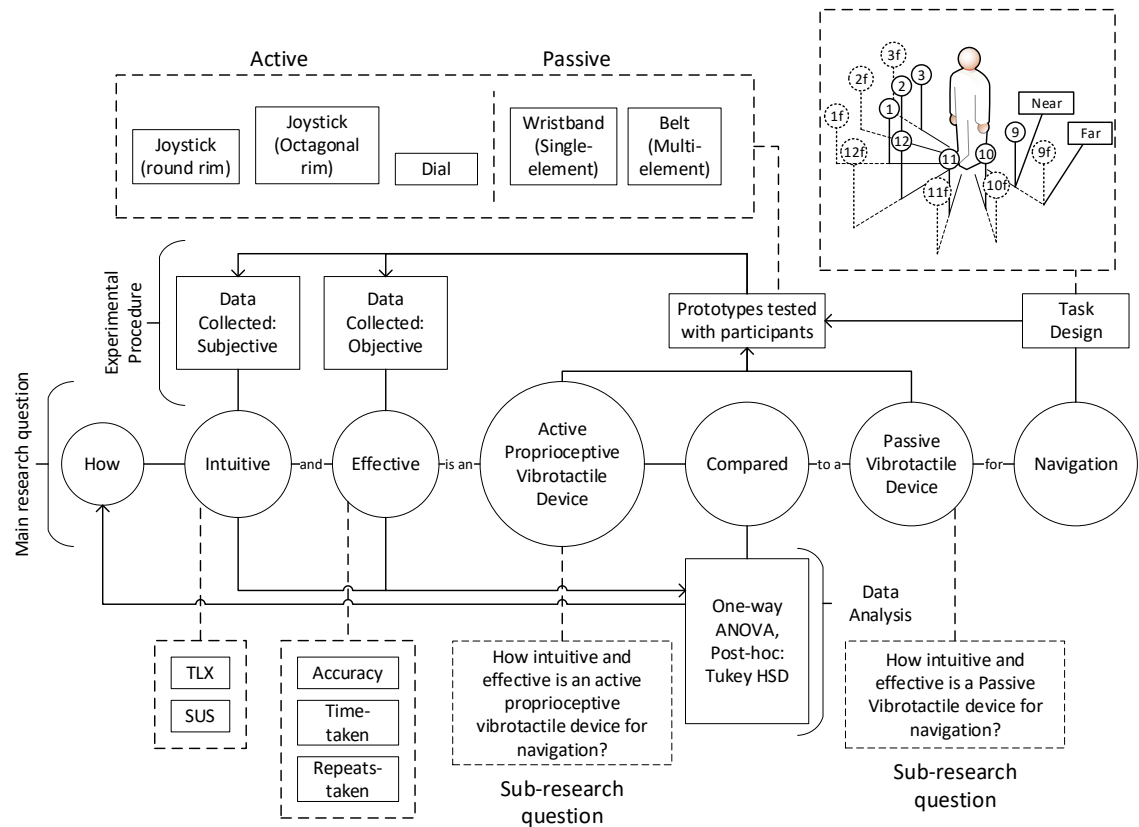 Active
Passive
Joystick
(round rim)
Joystick
(Octagonal
rim)
Dial
Wristband
(Single-
element)
Belt
(Multi-
element)
3f
2f
3
2
1
1f
12
12f
11
10
9
Near
Far
9f
11f
10f
Experimental
Procedure
Data
Collected:
Subjective
Data
Collected:
Objective
Prototypes tested
with participants
Task
Design
Main research question
How
Intuitive
and
Effective
is an
Active
Proprioceptive
Vibrotactile
Device
Compared
to a
Passive
Vibrotactile
Device
for
Navigation
TLX
SUS
Accuracy
Time-
taken
Repeats-
taken
How intuitive and
effective is an active
proprioceptive
vibrotactile device for
navigation?
Sub-research
question
One-way
ANOVA,
Post-hoc:
Tukey HSD
Data
Analysis
How intuitive and
effective is a Passive
Vibrotactile device for
navigation?
Sub-research
question